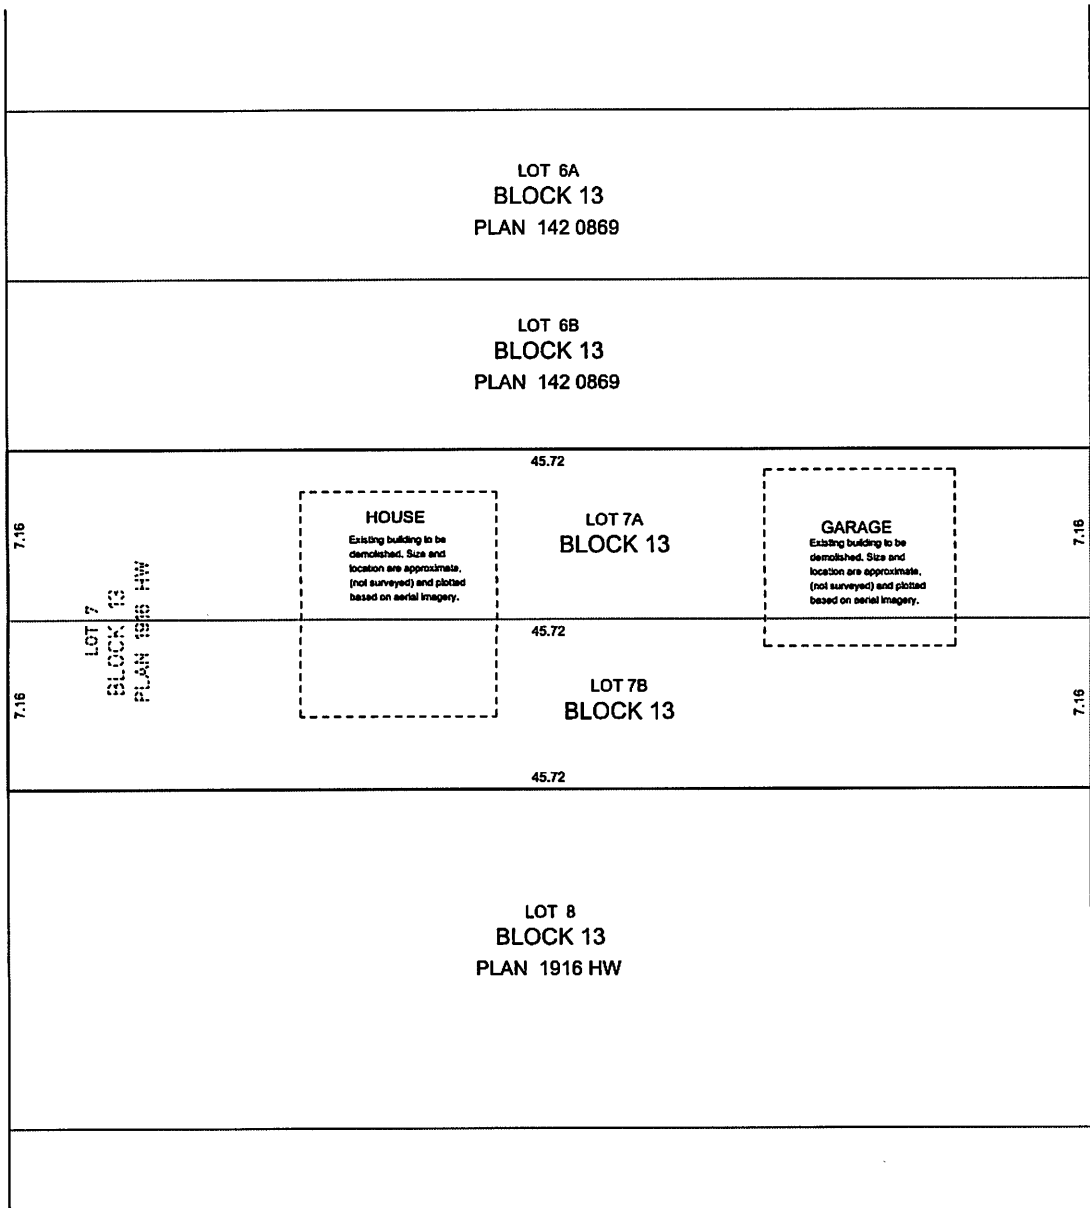 LOT 6A
BLOCK 13
PLAN 142 0869
LOT 6B
BLOCK 13
PLAN 142 0869
45.72
7.16
HOUSE
Existing building to be
demolished. Size and
location are approximate,
(not surveyed) and plotted
based on aerial imagery.
LOT 7A
BLOCK 13
GARAGE
Existing building to be
demolished. Size and
location are approximate,
(not surveyed) and plotted
based on aerial imagery.
7.16
LOT 7
BLOCK 13
PLAN 1916 HW
45.72
7.16
LOT 7B
BLOCK 13
7.16
45.72
LOT 8
BLOCK 13
PLAN 1916 HW